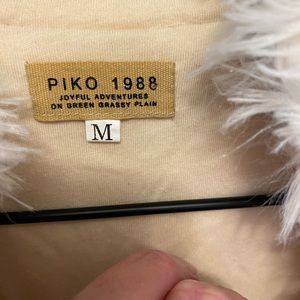 PIKO 1988
JOYFUL ADVENTURES
ON GREEN GRASSY PLAIN
M